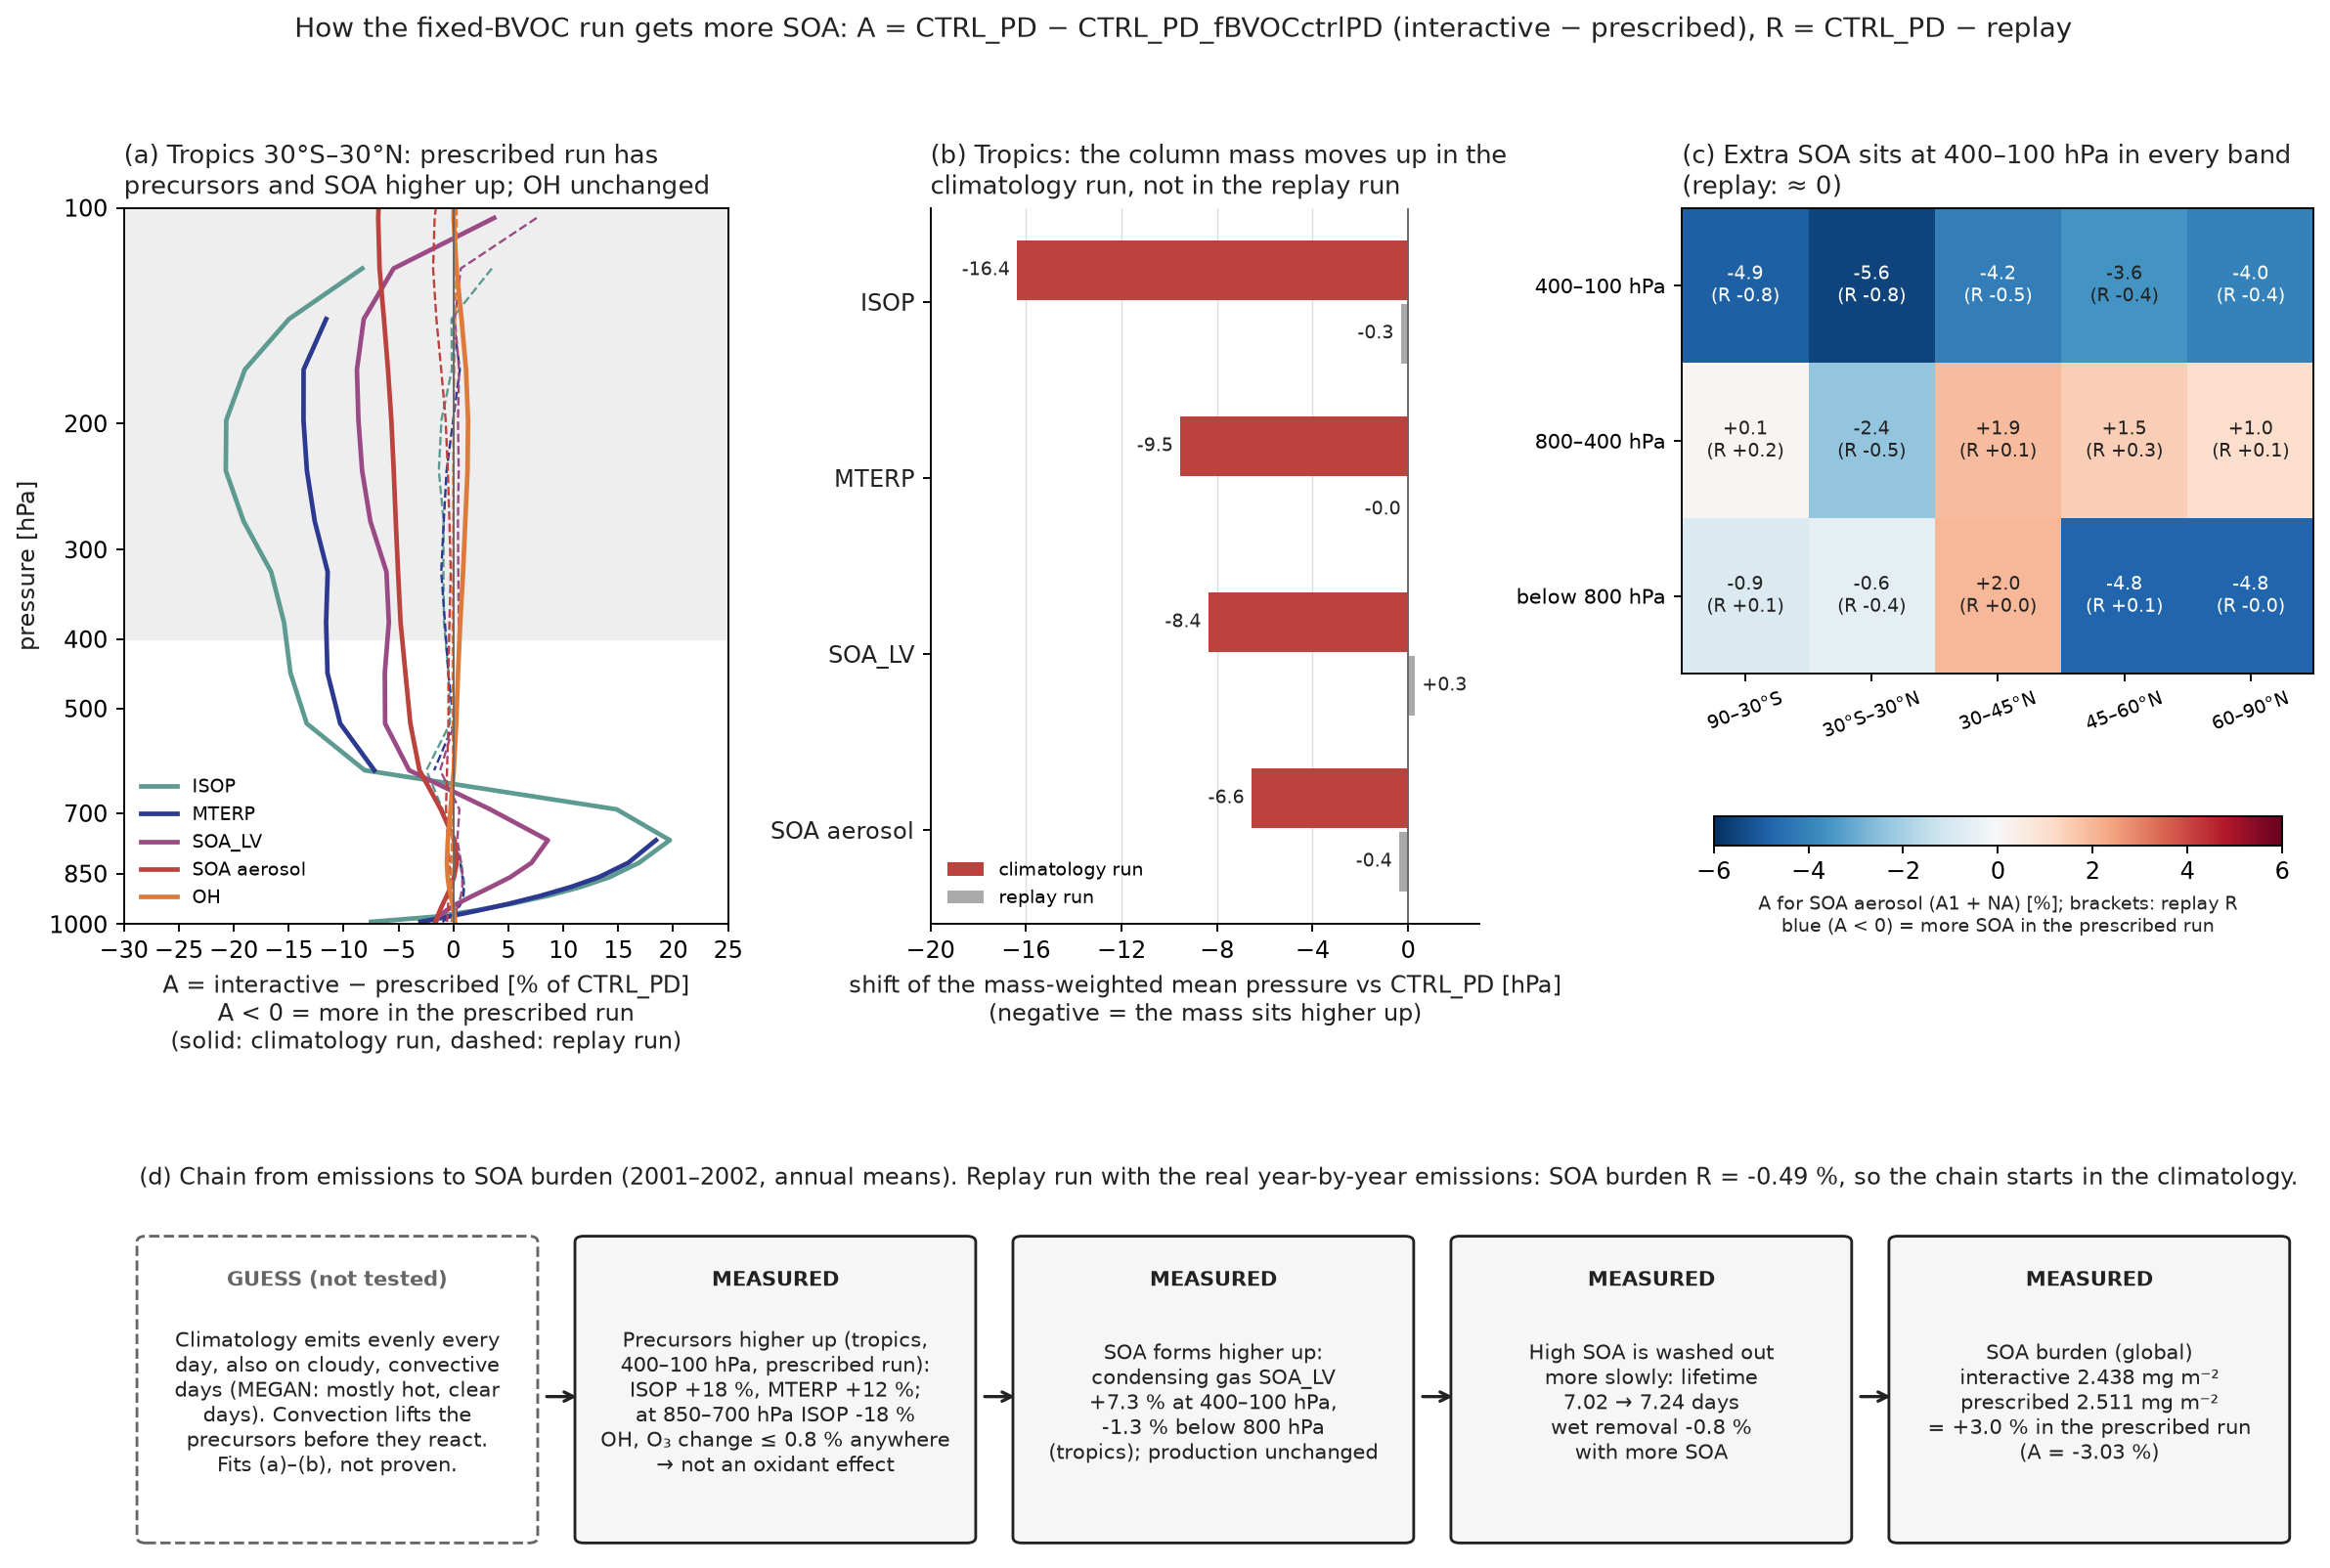 How the fixed-BVOC run gets more SOA: A = CTRL_PD − CTRL_PD_fBVOCctrlPD (interactive − prescribed), R = CTRL_PD − replay
(a) Tropics 30°S–30°N: prescribed run has
precursors and SOA higher up; OH unchanged
100
200
300
400
500
700
850
1000
pressure [hPa]
ISOP
MTERP
SOA_LV
SOA aerosol
OH
−30 −25 −20 −15 −10 −5 0 5 10 15 20 25
A = interactive − prescribed [% of CTRL_PD]
A < 0 = more in the prescribed run
(solid: climatology run, dashed: replay run)
(b) Tropics: the column mass moves up in the
climatology run, not in the replay run
ISOP
-16.4
-0.3
MTERP
-9.5
-0.0
SOA_LV
-8.4
+0.3
SOA aerosol
-6.6
-0.4
climatology run
replay run
−20 −16 −12 −8 −4 0
shift of the mass-weighted mean pressure vs CTRL_PD [hPa]
(negative = the mass sits higher up)
(c) Extra SOA sits at 400–100 hPa in every band
(replay: ≈ 0)
400–100 hPa
-4.9 -5.6 -4.2 -3.6 -4.0
(R -0.8) (R -0.8) (R -0.5) (R -0.4) (R -0.4)
800–400 hPa
+0.1 -2.4 +1.9 +1.5 +1.0
(R +0.2) (R -0.5) (R +0.1) (R +0.3) (R +0.1)
below 800 hPa
-0.9 -0.6 +2.0 -4.8 -4.8
(R +0.1) (R -0.4) (R +0.0) (R +0.1) (R -0.0)
90–30°S 30°S–30°N 30–45°N 45–60°N 60–90°N
−6 −4 −2 0 2 4 6
A for SOA aerosol (A1 + NA) [%]; brackets: replay R
blue (A < 0) = more SOA in the prescribed run
(d) Chain from emissions to SOA burden (2001–2002, annual means). Replay run with the real year-by-year emissions: SOA burden R = -0.49 %, so the chain starts in the climatology.
GUESS (not tested)
Climatology emits evenly every
day, also on cloudy, convective
days (MEGAN: mostly hot, clear
days). Convection lifts the
precursors before they react.
Fits (a)–(b), not proven.
MEASURED
Precursors higher up (tropics,
400–100 hPa, prescribed run):
ISOP +18 %, MTERP +12 %;
at 850–700 hPa ISOP -18 %
OH, O₃ change ≤ 0.8 % anywhere
→ not an oxidant effect
MEASURED
SOA forms higher up:
condensing gas SOA_LV
+7.3 % at 400–100 hPa,
-1.3 % below 800 hPa
(tropics); production unchanged
MEASURED
High SOA is washed out
more slowly: lifetime
7.02 → 7.24 days
wet removal -0.8 %
with more SOA
MEASURED
SOA burden (global)
interactive 2.438 mg m⁻²
prescribed 2.511 mg m⁻²
= +3.0 % in the prescribed run
(A = -3.03 %)